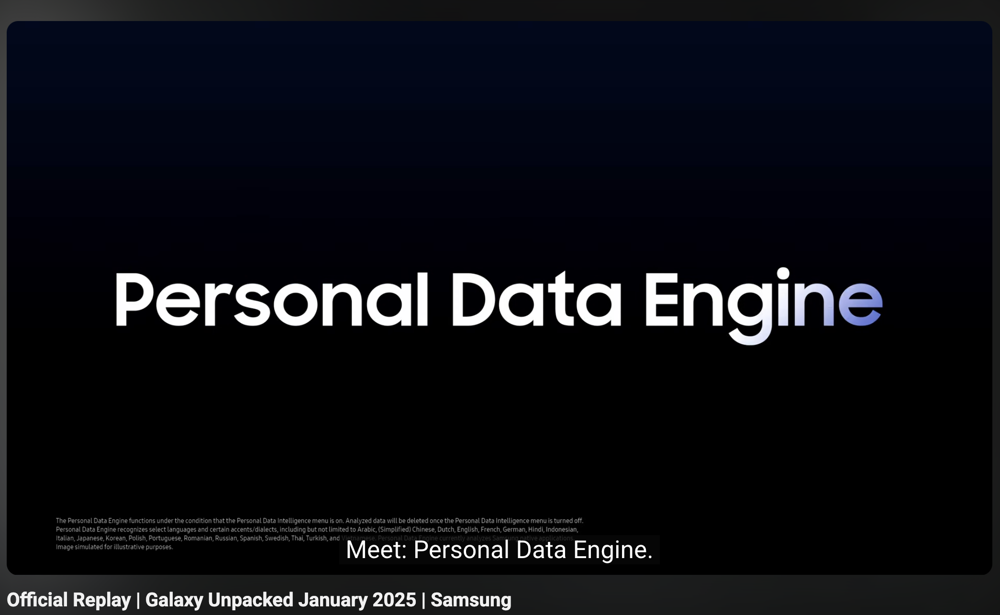 Personal Data Engine
The Personal Data Engine functions under the condition that the Personal Data Intelligence menu is on. Analyzed data will be deleted once the Personal Data Intelligence menu is turned off.
Personal Data Engine recognizes select languages and certain accents/dialects, including but not limited to Arabic, (Simplified) Chinese, Dutch, English, French, German, Hindi, Indonesian,
Italian, Japanese, Korean, Polish, Portuguese, Romanian, Russian, Spanish, Swedish, Thai, Turkish, and Vietnamese. Personal Data Engine currently analyzes Samsung native applications.
Image simulated for illustrative purposes.
Meet: Personal Data Engine.
Official Replay | Galaxy Unpacked January 2025 | Samsung